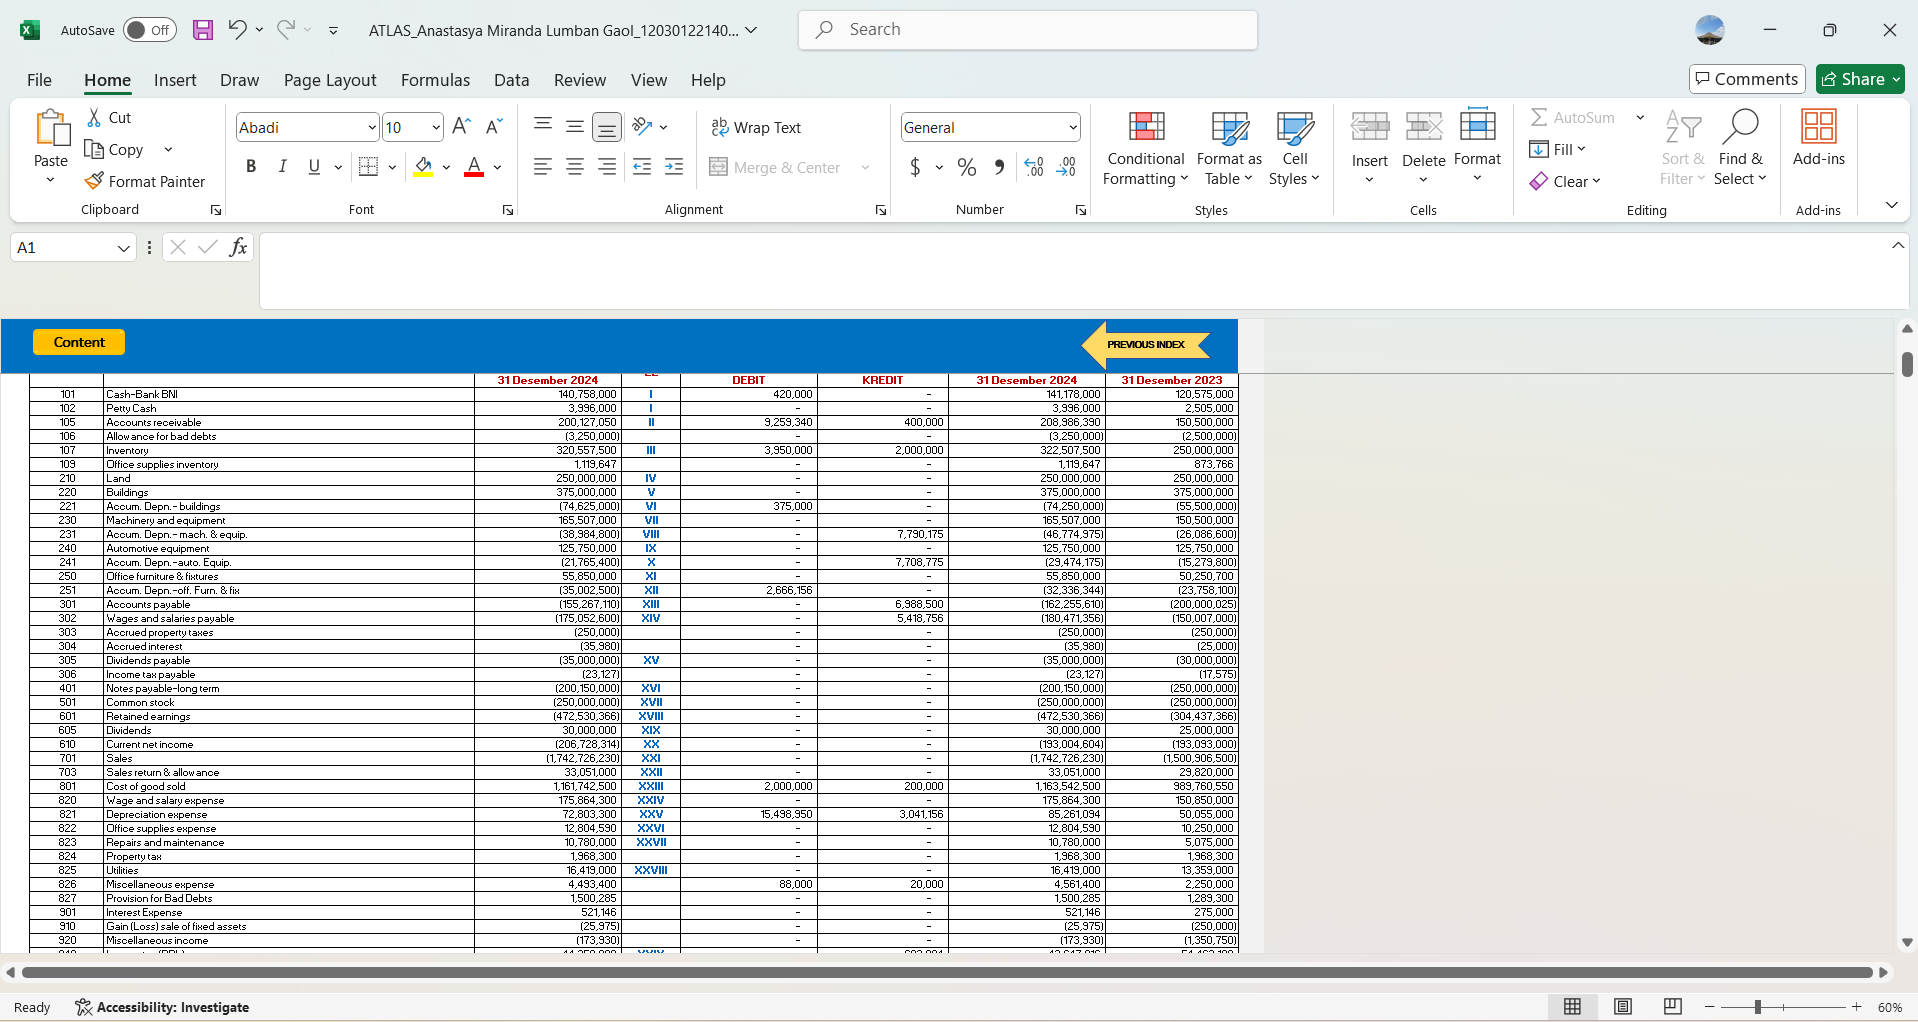 AutoSave Off ATLAS_Anastasya Miranda Lumban Gaol_12030122140... Search
File Home Insert Draw Page Layout Formulas Data Review View Help Comments Share
Paste Cut Copy Format Painter Clipboard
Abadi 10 B I U A Font
Wrap Text Merge & Center Alignment
General $ % Number
Conditional Formatting Format as Table Cell Styles Styles
Insert Delete Format Cells
AutoSum Fill Clear Sort & Filter Find & Select Editing
Add-ins Add-ins
A1 fx
Content PREVIOUS INDEX
31 Desember 2024 DEBIT KREDIT 31 Desember 2024 31 Desember 2023
101 Cash-Bank BNI 140,758,000 I 420,000 - 141,178,000 120,575,000
102 Petty Cash 3,996,000 I - - 3,996,000 2,505,000
105 Accounts receivable 200,127,050 II 9,259,340 400,000 208,986,390 150,500,000
106 Allowance for bad debts (3,250,000) - - (3,250,000) (2,500,000)
107 Inventory 320,557,500 III 3,950,000 2,000,000 322,507,500 250,000,000
109 Office supplies inventory 1,119,647 - - 1,119,647 873,766
210 Land 250,000,000 IV - - 250,000,000 250,000,000
220 Buildings 375,000,000 V - - 375,000,000 375,000,000
221 Accum. Depn.- buildings (74,625,000) VI 375,000 - (74,250,000) (55,500,000)
230 Machinery and equipment 165,507,000 VII - - 165,507,000 150,500,000
231 Accum. Depn.- mach. & equip. (38,984,800) VIII - 7,790,175 (46,774,975) (26,086,600)
240 Automotive equipment 125,750,000 IX - - 125,750,000 125,750,000
241 Accum. Depn.-auto. Equip. (21,765,400) X - 7,708,775 (29,474,175) (15,279,800)
250 Office furniture & fixtures 55,850,000 XI - - 55,850,000 50,250,700
251 Accum. Depn.-off. Furn. & fix (35,002,500) XII 2,666,156 - (32,336,344) (23,758,100)
301 Accounts payable (155,267,110) XIII - 6,988,500 (162,255,610) (200,000,025)
302 Wages and salaries payable (175,052,600) XIV - 5,418,756 (180,471,356) (150,007,000)
303 Accrued property taxes (250,000) - - (250,000) (250,000)
304 Accrued interest (35,980) - - (35,980) (25,000)
305 Dividends payable (35,000,000) XV - - (35,000,000) (30,000,000)
306 Income tax payable (23,127) - - (23,127) (17,575)
401 Notes payable-long term (200,150,000) XVI - - (200,150,000) (250,000,000)
501 Common stock (250,000,000) XVII - - (250,000,000) (250,000,000)
601 Retained earnings (472,530,366) XVIII - - (472,530,366) (304,437,366)
605 Dividends 30,000,000 XIX - - 30,000,000 25,000,000
610 Current net income (206,728,314) XX - - (193,004,604) (193,093,000)
701 Sales (1,742,726,230) XXI - - (1,742,726,230) (1,500,906,500)
703 Sales return & allowance 33,051,000 XXII - - 33,051,000 29,820,000
801 Cost of good sold 1,161,742,500 XXIII 2,000,000 200,000 1,163,542,500 989,760,550
820 Wage and salary expense 175,864,300 XXIV - - 175,864,300 150,850,000
821 Depreciation expense 72,803,300 XXV 15,498,950 3,041,156 85,261,094 50,055,000
822 Office supplies expense 12,804,590 XXVI - - 12,804,590 10,250,000
823 Repairs and maintenance 10,780,000 XXVII - - 10,780,000 5,075,000
824 Property tax 1,968,300 - - 1,968,300 1,968,300
825 Utilities 16,419,000 XXVIII - - 16,419,000 13,359,000
826 Miscellaneous expense 4,493,400 88,000 20,000 4,561,400 2,250,000
827 Provision for Bad Debts 1,500,285 - - 1,500,285 1,289,300
901 Interest Expense 521,146 - - 521,146 275,000
910 Gain (Loss) sale of fixed assets (25,975) - - (25,975) (250,000)
920 Miscellaneous income (173,930) - - (173,930) (1,350,750)
Ready Accessibility: Investigate 60%